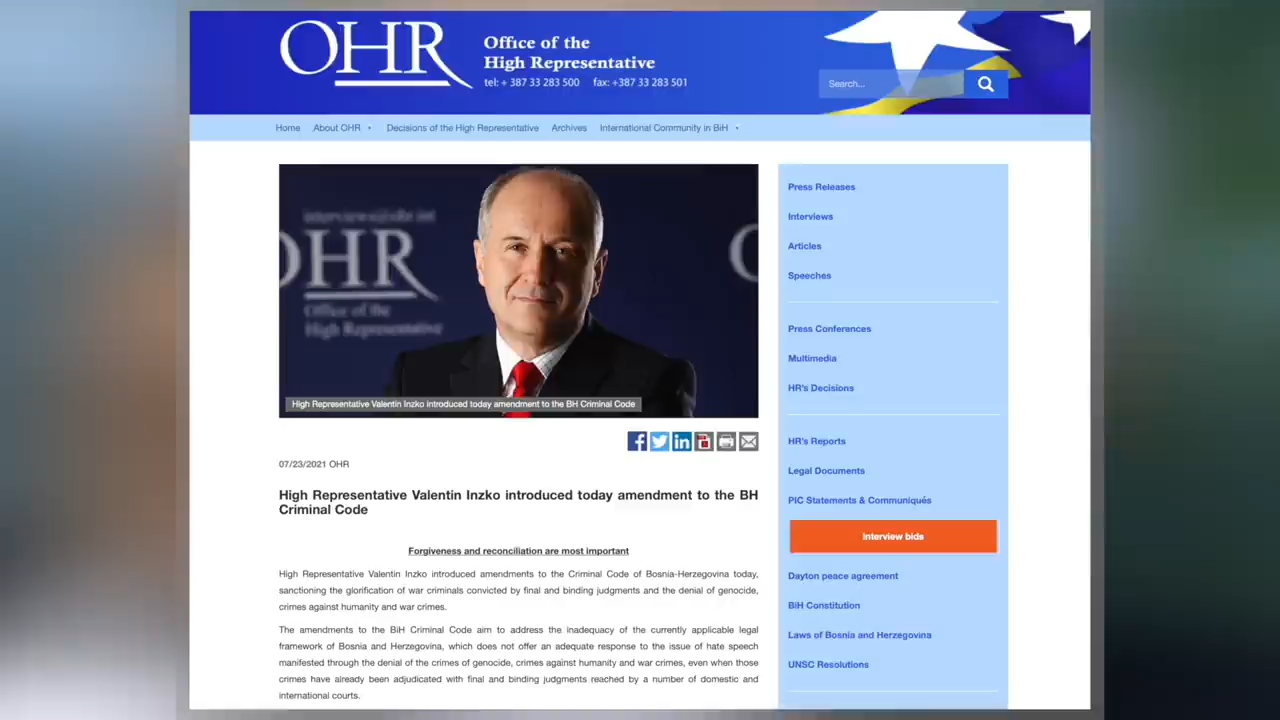 OHR
Office of the
High Representative
tel: + 387 33 283 500 fax: +387 33 283 501
Search...
Home About OHR Decisions of the High Representative Archives International Community in BiH
OHR
Office of the
High Representative
High Representative Valentin Inzko introduced today amendment to the BH Criminal Code
07/23/2021 OHR
High Representative Valentin Inzko introduced today amendment to the BH
Criminal Code
Forgiveness and reconciliation are most important
High Representative Valentin Inzko introduced amendments to the Criminal Code of Bosnia-Herzegovina today,
sanctioning the glorification of war criminals convicted by final and binding judgments and the denial of genocide,
crimes against humanity and war crimes.
The amendments to the BiH Criminal Code aim to address the inadequacy of the currently applicable legal
framework of Bosnia and Herzegovina, which does not offer an adequate response to the issue of hate speech
manifested through the denial of the crimes of genocide, crimes against humanity and war crimes, even when those
crimes have already been adjudicated with final and binding judgments reached by a number of domestic and
international courts.
Press Releases
Interviews
Articles
Speeches
Press Conferences
Multimedia
HR's Decisions
HR's Reports
Legal Documents
PIC Statements & Communiqués
Interview bids
Dayton peace agreement
BiH Constitution
Laws of Bosnia and Herzegovina
UNSC Resolutions